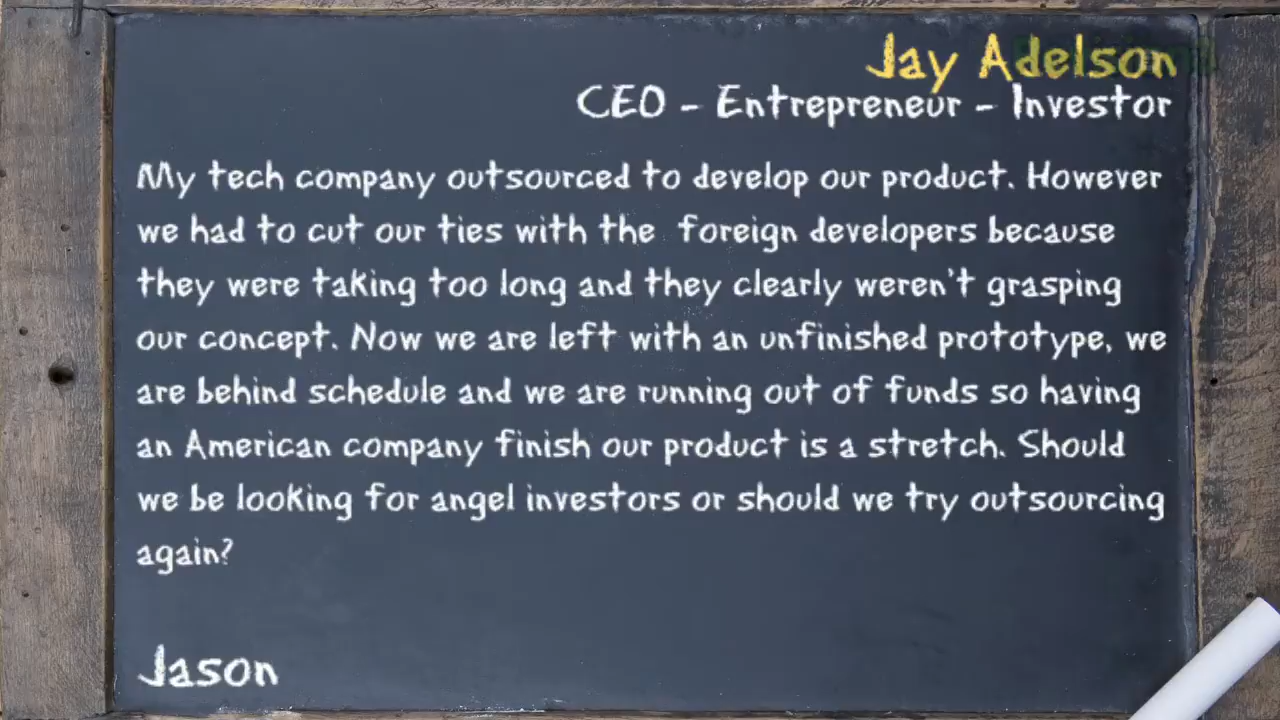 Jay Adelson
CEO - Entrepreneur - Investor
My tech company outsourced to develop our product. However
we had to cut our ties with the foreign developers because
they were taking too long and they clearly weren't grasping
our concept. Now we are left with an unfinished prototype, we
are behind schedule and we are running out of funds so having
an American company finish our product is a stretch. Should
we be looking for angel investors or should we try outsourcing
again?
Jason